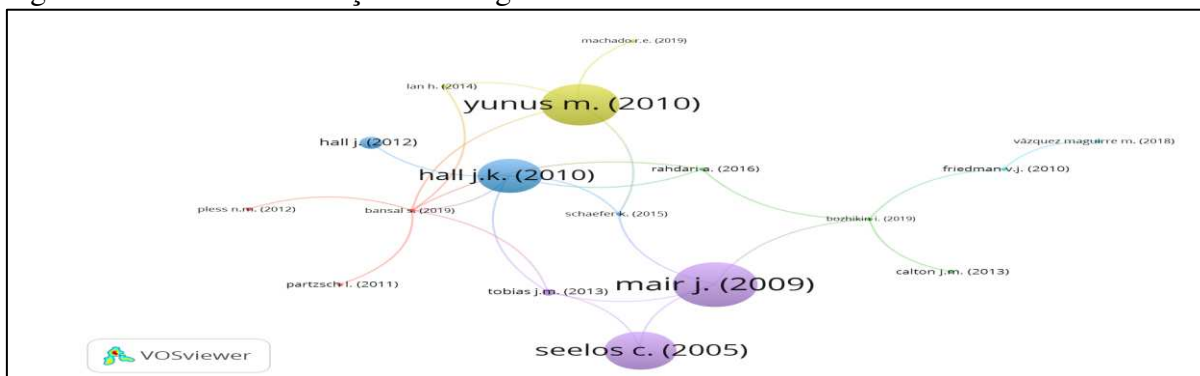 machado r.e. (2019)
lan h. (2014)
yunus m. (2010)
hall j. (2012)
vázquez maguirre m. (2018)
hall j.k. (2010)
rahdari a. (2016)
friedman v.j. (2010)
pless n.m. (2012)
bansal s. (2019)
schaefer k. (2015)
bozhikin i. (2019)
calton j.m. (2013)
partzsch l. (2011)
tobias j.m. (2013)
mair j. (2009)
seelos c. (2005)
VOSviewer